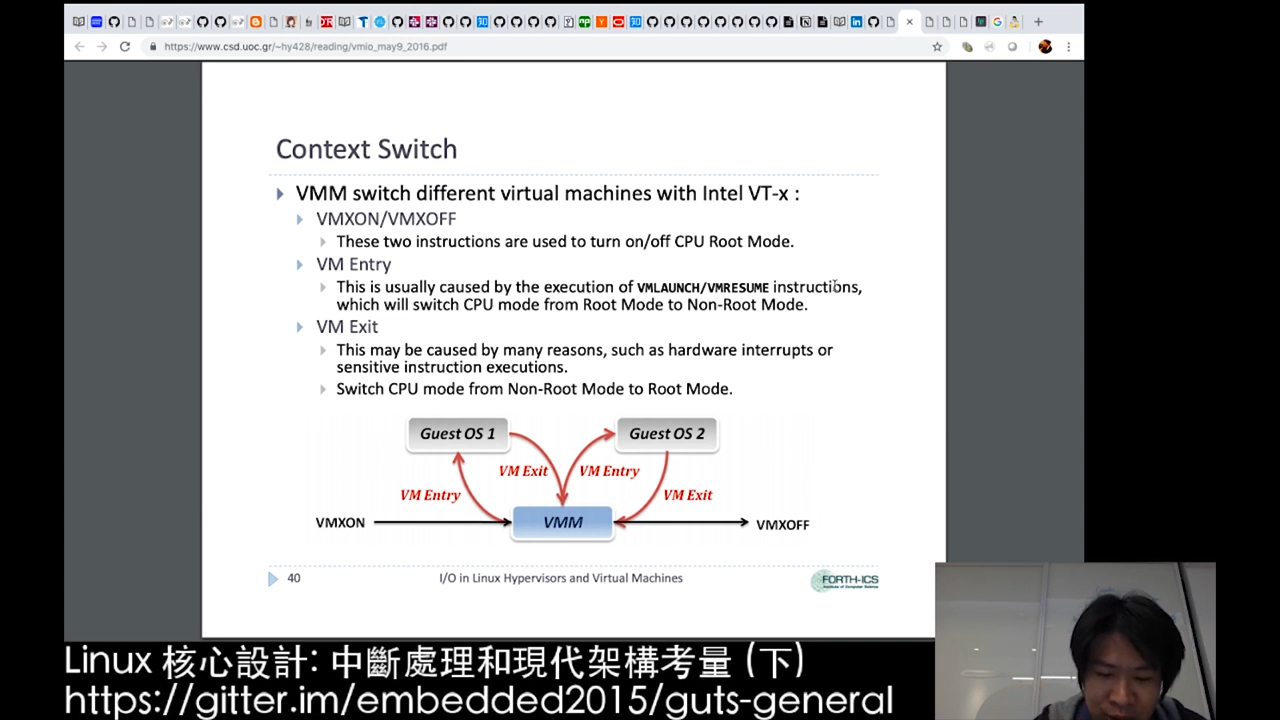 https://www.csd.uoc.gr/~hy428/reading/vmio_may9_2016.pdf
Context Switch
VMM switch different virtual machines with Intel VT-x :
VMXON/VMXOFF
These two instructions are used to turn on/off CPU Root Mode.
VM Entry
This is usually caused by the execution of VMLAUNCH/VMRESUME instructions,
which will switch CPU mode from Root Mode to Non-Root Mode.
VM Exit
This may be caused by many reasons, such as hardware interrupts or
sensitive instruction executions.
Switch CPU mode from Non-Root Mode to Root Mode.
Guest OS 1
Guest OS 2
VM Exit
VM Entry
VM Entry
VM Exit
VMXON
VMM
VMXOFF
40
I/O in Linux Hypervisors and Virtual Machines
FORTH-ICS
Institute of Computer Science
Linux 核心設計: 中斷處理和現代架構考量 (下)
https://gitter.im/embedded2015/guts-general